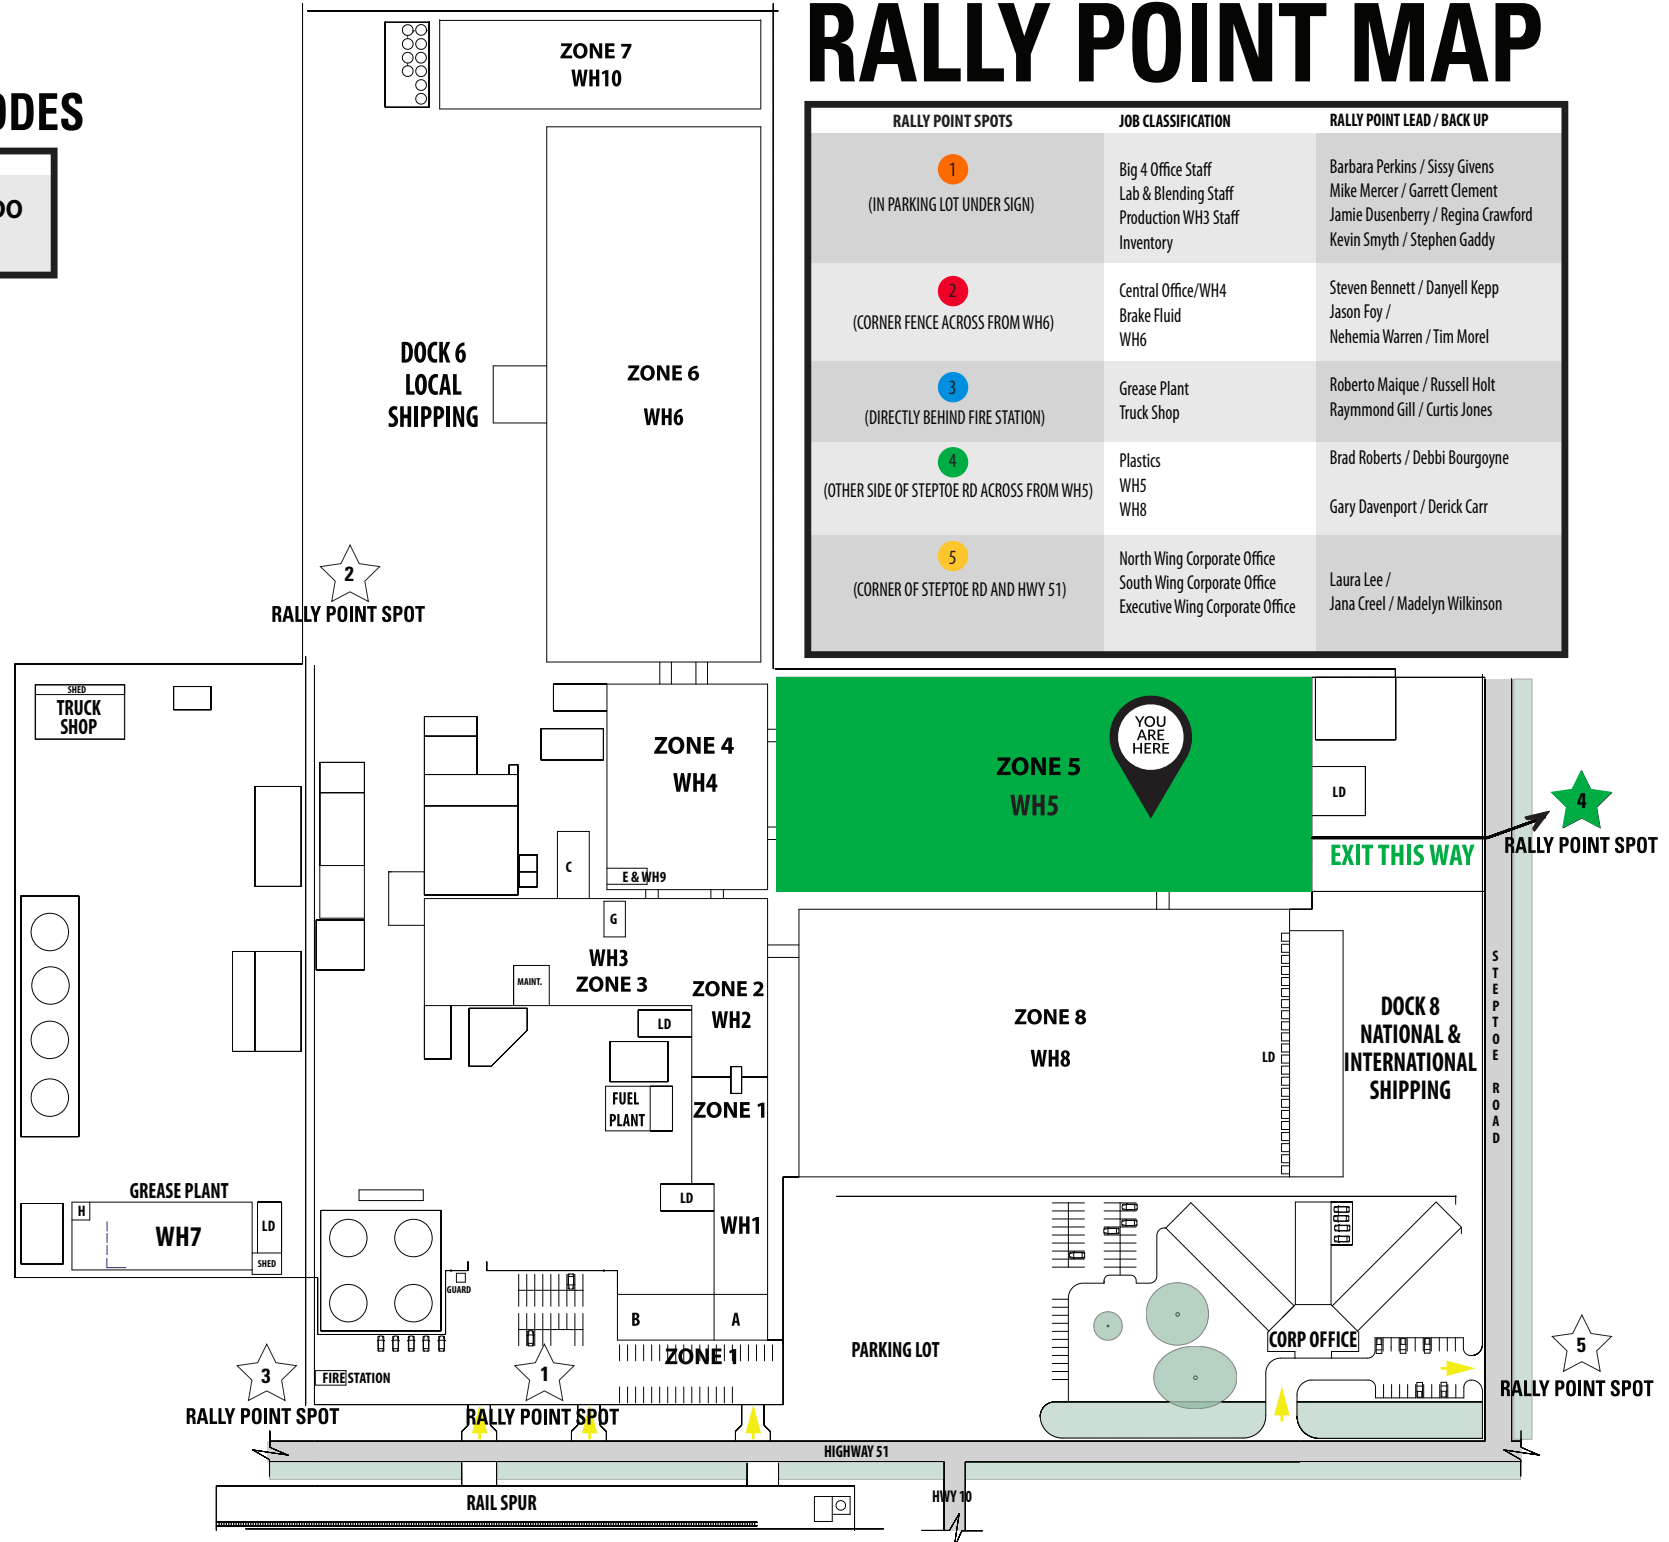 RALLY POINT MAP
ODES
DO
RALLY POINT SPOTS JOB CLASSIFICATION RALLY POINT LEAD / BACK UP
1
(IN PARKING LOT UNDER SIGN)
Big 4 Office Staff
Lab & Blending Staff
Production WH3 Staff
Inventory
Barbara Perkins / Sissy Givens
Mike Mercer / Garrett Clement
Jamie Dusenberry / Regina Crawford
Kevin Smyth / Stephen Gaddy
2
(CORNER FENCE ACROSS FROM WH6)
Central Office/WH4
Brake Fluid
WH6
Steven Bennett / Danyell Kepp
Jason Foy /
Nehemia Warren / Tim Morel
3
(DIRECTLY BEHIND FIRE STATION)
Grease Plant
Truck Shop
Roberto Maique / Russell Holt
Raymmond Gill / Curtis Jones
4
(OTHER SIDE OF STEPTOE RD ACROSS FROM WH5)
Plastics
WH5
WH8
Brad Roberts / Debbi Bourgoyne
Gary Davenport / Derick Carr
5
(CORNER OF STEPTOE RD AND HWY 51)
North Wing Corporate Office
South Wing Corporate Office
Executive Wing Corporate Office
Laura Lee /
Jana Creel / Madelyn Wilkinson
ZONE 7
WH10
DOCK 6
LOCAL
SHIPPING
ZONE 6
WH6
2
RALLY POINT SPOT
SHED
TRUCK
SHOP
ZONE 4
WH4
C
E & WH9
YOU
ARE
HERE
ZONE 5
WH5
LD
4
RALLY POINT SPOT
EXIT THIS WAY
G
WH3
ZONE 3
MAINT.
ZONE 2
WH2
LD
FUEL
PLANT
ZONE 1
ZONE 8
WH8
LD
DOCK 8
NATIONAL &
INTERNATIONAL
SHIPPING
STEPTOE ROAD
GREASE PLANT
H
WH7
LD
SHED
LD
WH1
GUARD
B
A
ZONE 1
PARKING LOT
CORP OFFICE
3
RALLY POINT SPOT
FIRE STATION
1
RALLY POINT SPOT
5
RALLY POINT SPOT
HIGHWAY 51
RAIL SPUR
HWY 10